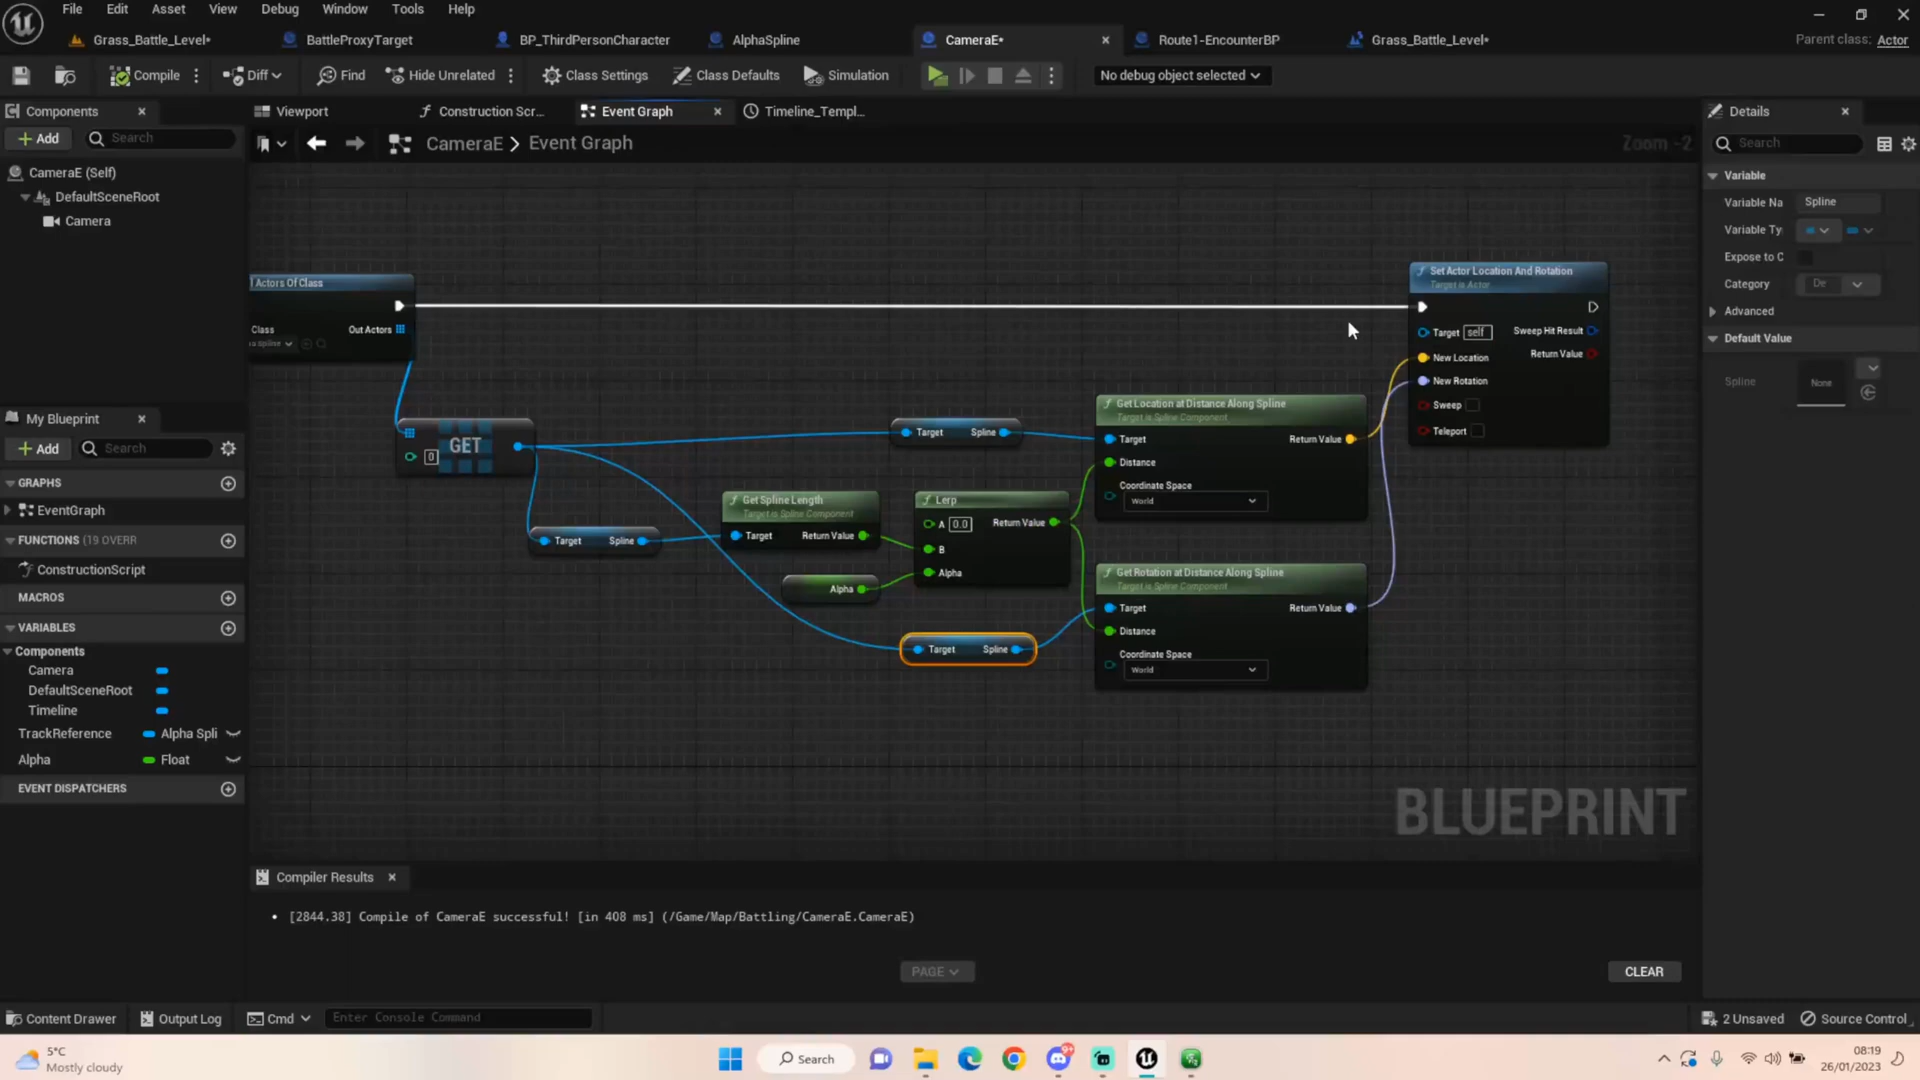 File Edit Asset View Debug Window Tools Help
Grass_Battle_Level* BattleProxyTarget BP_ThirdPersonCharacter AlphaSpline CameraE* Route1-EncounterBP Grass_Battle_Level* Parent class: Actor
Compile Diff Find Hide Unrelated Class Settings Class Defaults Simulation No debug object selected
Components Viewport Construction Scr... Event Graph Timeline_Templ... Details
Add Search CameraE Event Graph Zoom -2 Search
CameraE (Self)
DefaultSceneRoot
Camera
Variable
Variable Na Spline
Variable Ty
Expose to C
Category De
Advanced
Default Value
Spline None
Actors Of Class
Class Out Actors
GET
0
Target Spline
Target Spline
Get Spline Length
Target is Spline Component
Target Return Value
Alpha
Lerp
A 0.0 Return Value
B
Alpha
Target Spline
Get Location at Distance Along Spline
Target is Spline Component
Target Return Value
Distance
Coordinate Space
World
Get Rotation at Distance Along Spline
Target is Spline Component
Target Return Value
Distance
Coordinate Space
World
Set Actor Location And Rotation
Target is Actor
Target self Sweep Hit Result
New Location Return Value
New Rotation
Sweep
Teleport
BLUEPRINT
My Blueprint
Add Search
GRAPHS
EventGraph
FUNCTIONS (19 OVERR
ConstructionScript
MACROS
VARIABLES
Components
Camera
DefaultSceneRoot
Timeline
TrackReference Alpha Spli
Alpha Float
EVENT DISPATCHERS
Compiler Results
[2844.38] Compile of CameraE successful! [in 408 ms] (/Game/Map/Battling/CameraE.CameraE)
PAGE CLEAR
Content Drawer Output Log Cmd Enter Console Command 2 Unsaved Source Control
5°C
Mostly cloudy
Search
9+
08:19
26/01/2023